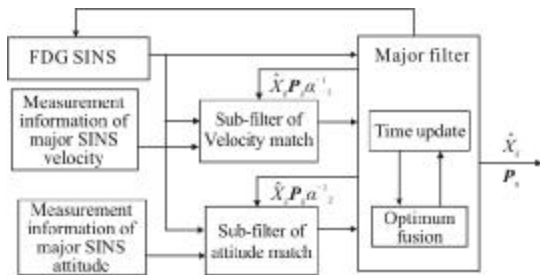 FDG SINS
Major filter
Measurement
information of
major SINS
velocity
Sub-filter of
Velocity match
Time update
Measurement
information of
major SINS
attitude
Sub-filter of
attitude match
Optimum
fusion